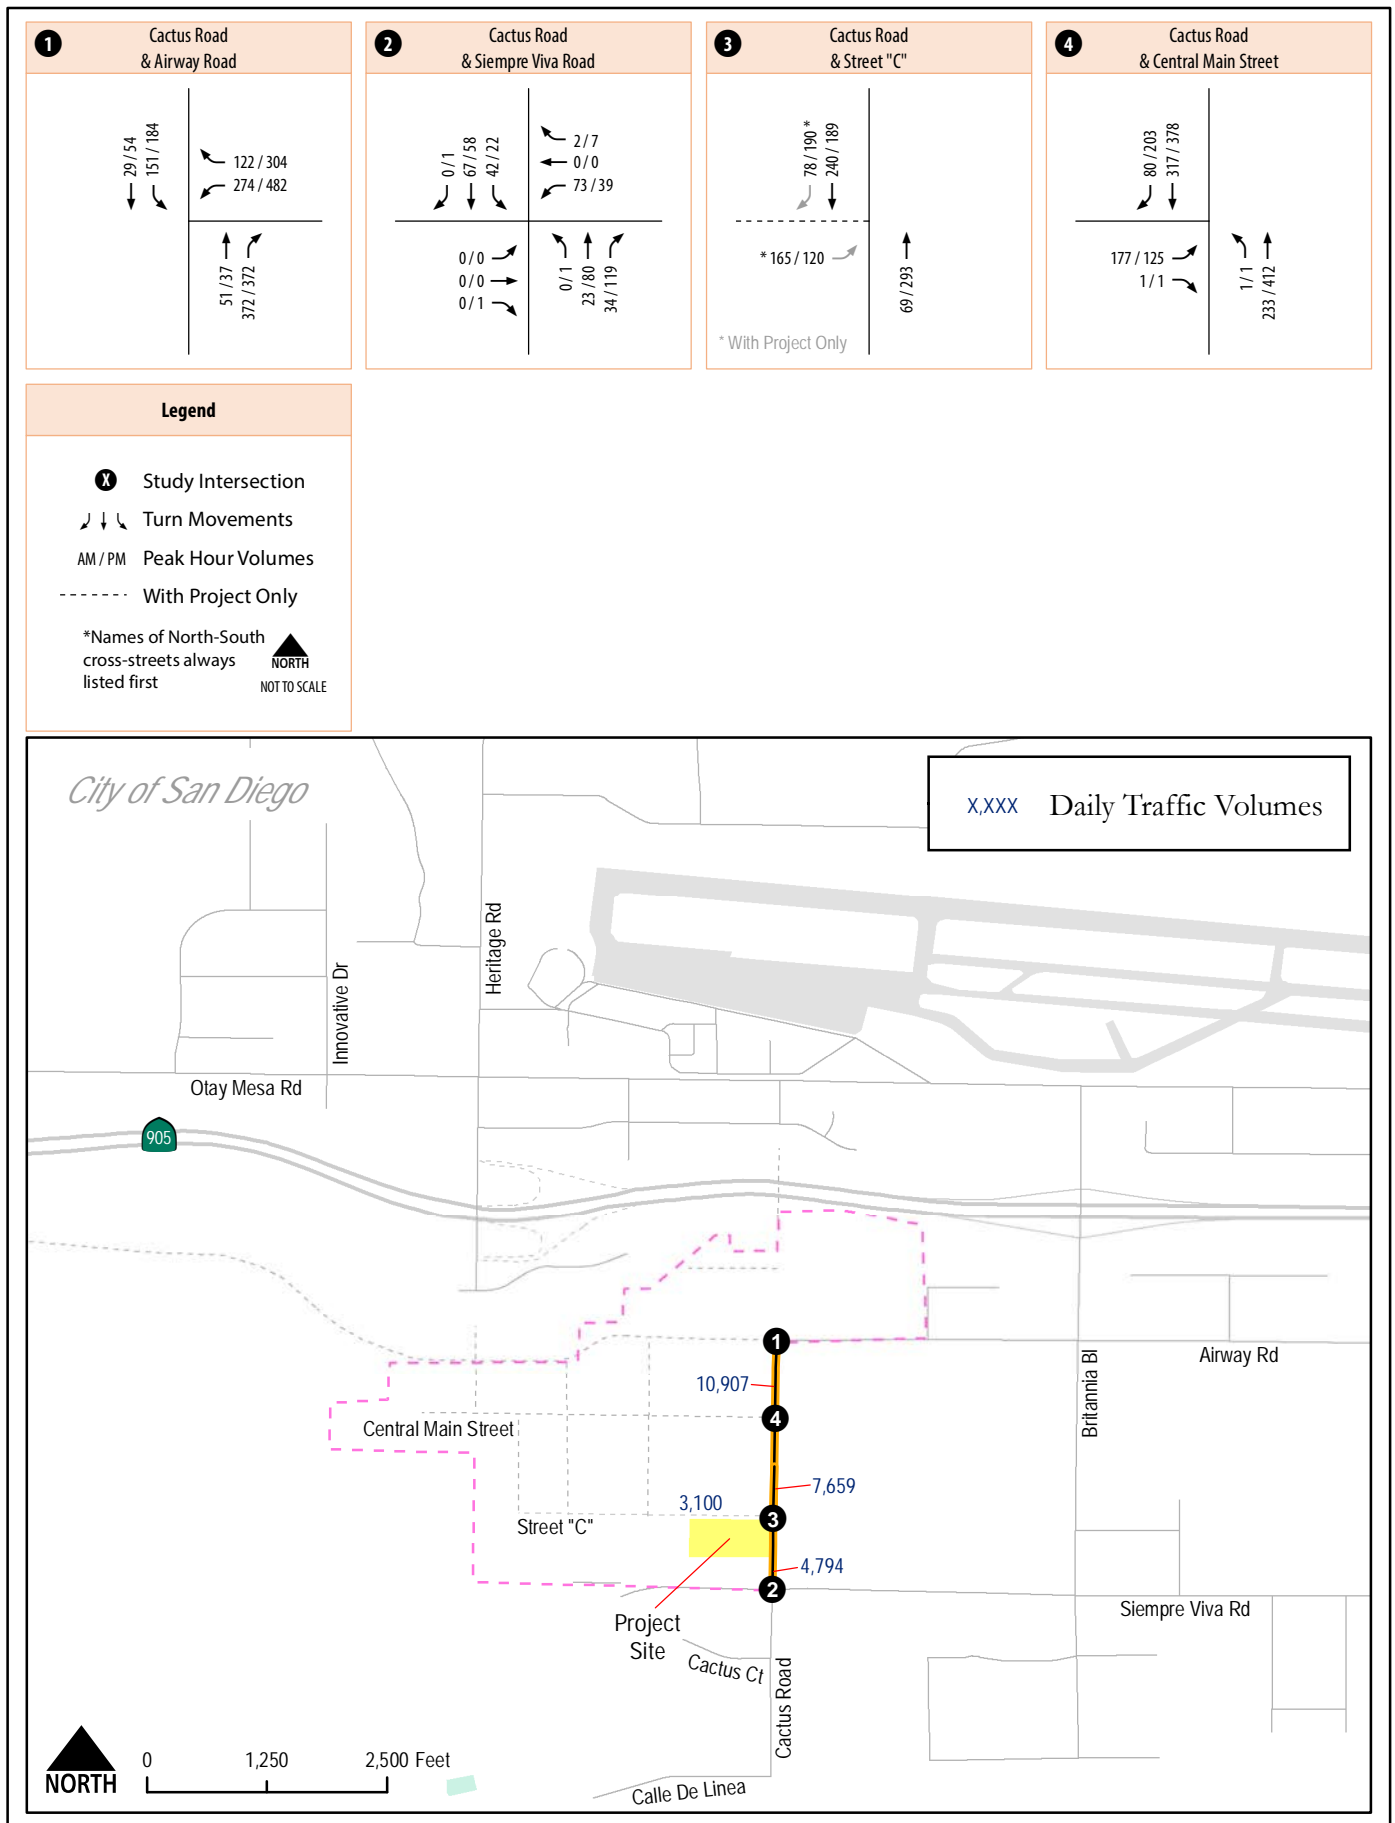 1
Cactus Road
& Airway Road
29 / 54
151 / 184
122 / 304
274 / 482
51 / 37
372 / 372
2
Cactus Road
& Siempre Viva Road
0 / 1
67 / 58
42 / 22
2 / 7
0 / 0
73 / 39
0 / 0
0 / 0
0 / 1
0 / 1
23 / 80
34 / 119
3
Cactus Road
& Street "C"
78 / 190 *
240 / 189
* 165 / 120
69 / 293
* With Project Only
4
Cactus Road
& Central Main Street
80 / 203
317 / 378
177 / 125
1 / 1
1 / 1
233 / 412
Legend
X Study Intersection
Turn Movements
AM / PM Peak Hour Volumes
With Project Only
*Names of North-South
cross-streets always
listed first
NORTH
NOT TO SCALE
City of San Diego
X,XXX Daily Traffic Volumes
Heritage Rd
Innovative Dr
Otay Mesa Rd
905
1
Airway Rd
Britannia Bl
10,907
4
Central Main Street
7,659
3,100
3
Street "C"
4,794
2
Siempre Viva Rd
Project
Site
Cactus Ct
Cactus Road
Calle De Linea
NORTH
0 1,250 2,500 Feet